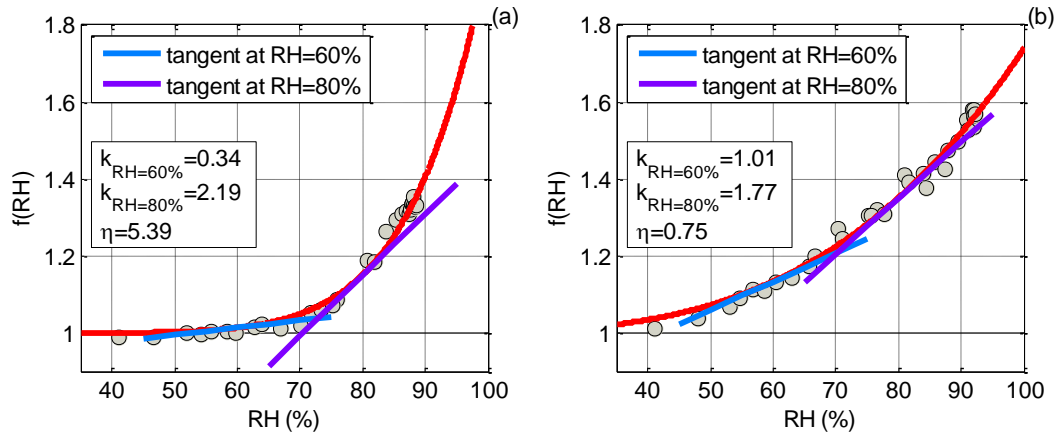 (a)
tangent at RH=60%
tangent at RH=80%
k_RH=60%=0.34
k_RH=80%=2.19
η=5.39
f(RH)
1.8
1.6
1.4
1.2
1
40 50 60 70 80 90 100
RH (%)
(b)
tangent at RH=60%
tangent at RH=80%
k_RH=60%=1.01
k_RH=80%=1.77
η=0.75
f(RH)
1.8
1.6
1.4
1.2
1
40 50 60 70 80 90 100
RH (%)